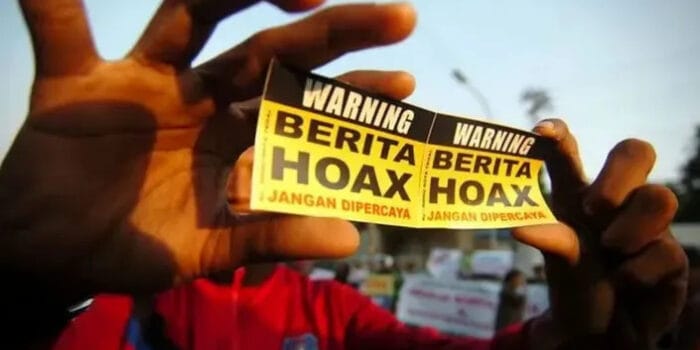 WARNING
BERITA
HOAX
JANGAN DIPERCAYA
WARNING
BERITA
HOAX
JANGAN DIPERCAYA